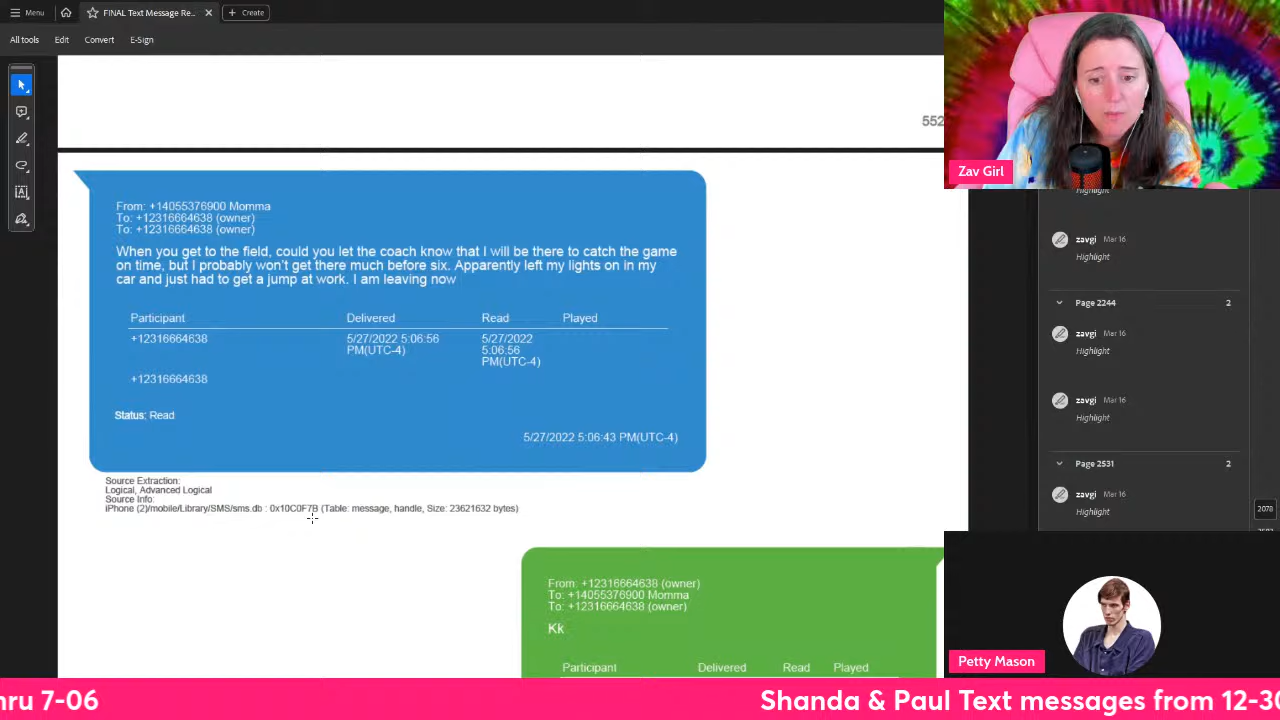 Menu
FINAL Text Message Re...
Create
All tools
Edit
Convert
E-Sign
552
From: +14055376900 Momma
To: +12316664638 (owner)
To: +12316664638 (owner)
When you get to the field, could you let the coach know that I will be there to catch the game
on time, but I probably won't get there much before six. Apparently left my lights on in my
car and just had to get a jump at work. I am leaving now
Participant Delivered Read Played
+12316664638 5/27/2022 5:06:56 PM(UTC-4) 5/27/2022 5:06:56 PM(UTC-4)
+12316664638
Status: Read
5/27/2022 5:06:43 PM(UTC-4)
Source Extraction:
Logical, Advanced Logical
Source Info:
iPhone (2)/mobile/Library/SMS/sms.db : 0x10C0F7B (Table: message, handle, Size: 23621632 bytes)
From: +12316664638 (owner)
To: +14055376900 Momma
To: +12316664638 (owner)
Kk
Participant Delivered Read Played
Zav Girl
Highlight
zavgi Mar 16
Highlight
Page 2244 2
zavgi Mar 16
Highlight
zavgi Mar 16
Highlight
Page 2531 2
zavgi Mar 16
Highlight
2078
Petty Mason
hru 7-06
Shanda & Paul Text messages from 12-30